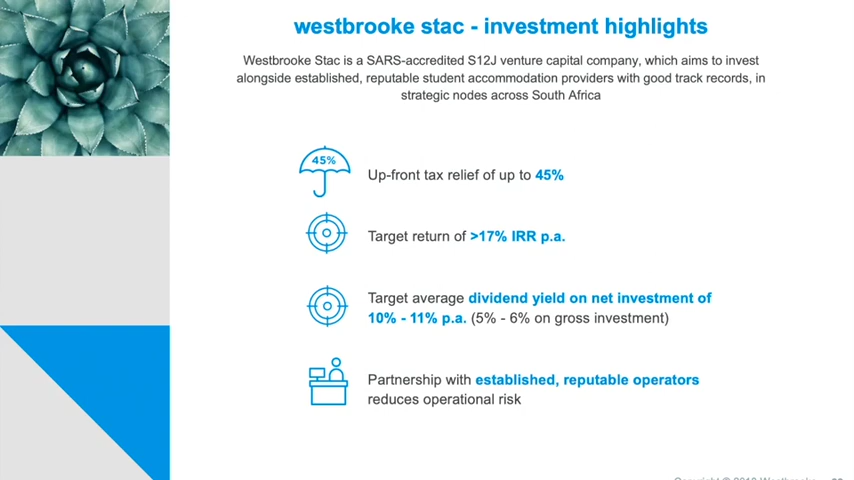 westbrooke stac - investment highlights
Westbrooke Stac is a SARS-accredited S12J venture capital company, which aims to invest
alongside established, reputable student accommodation providers with good track records, in
strategic nodes across South Africa
45%
Up-front tax relief of up to 45%
Target return of >17% IRR p.a.
Target average dividend yield on net investment of
10% - 11% p.a. (5% - 6% on gross investment)
Partnership with established, reputable operators
reduces operational risk
Copyright ©